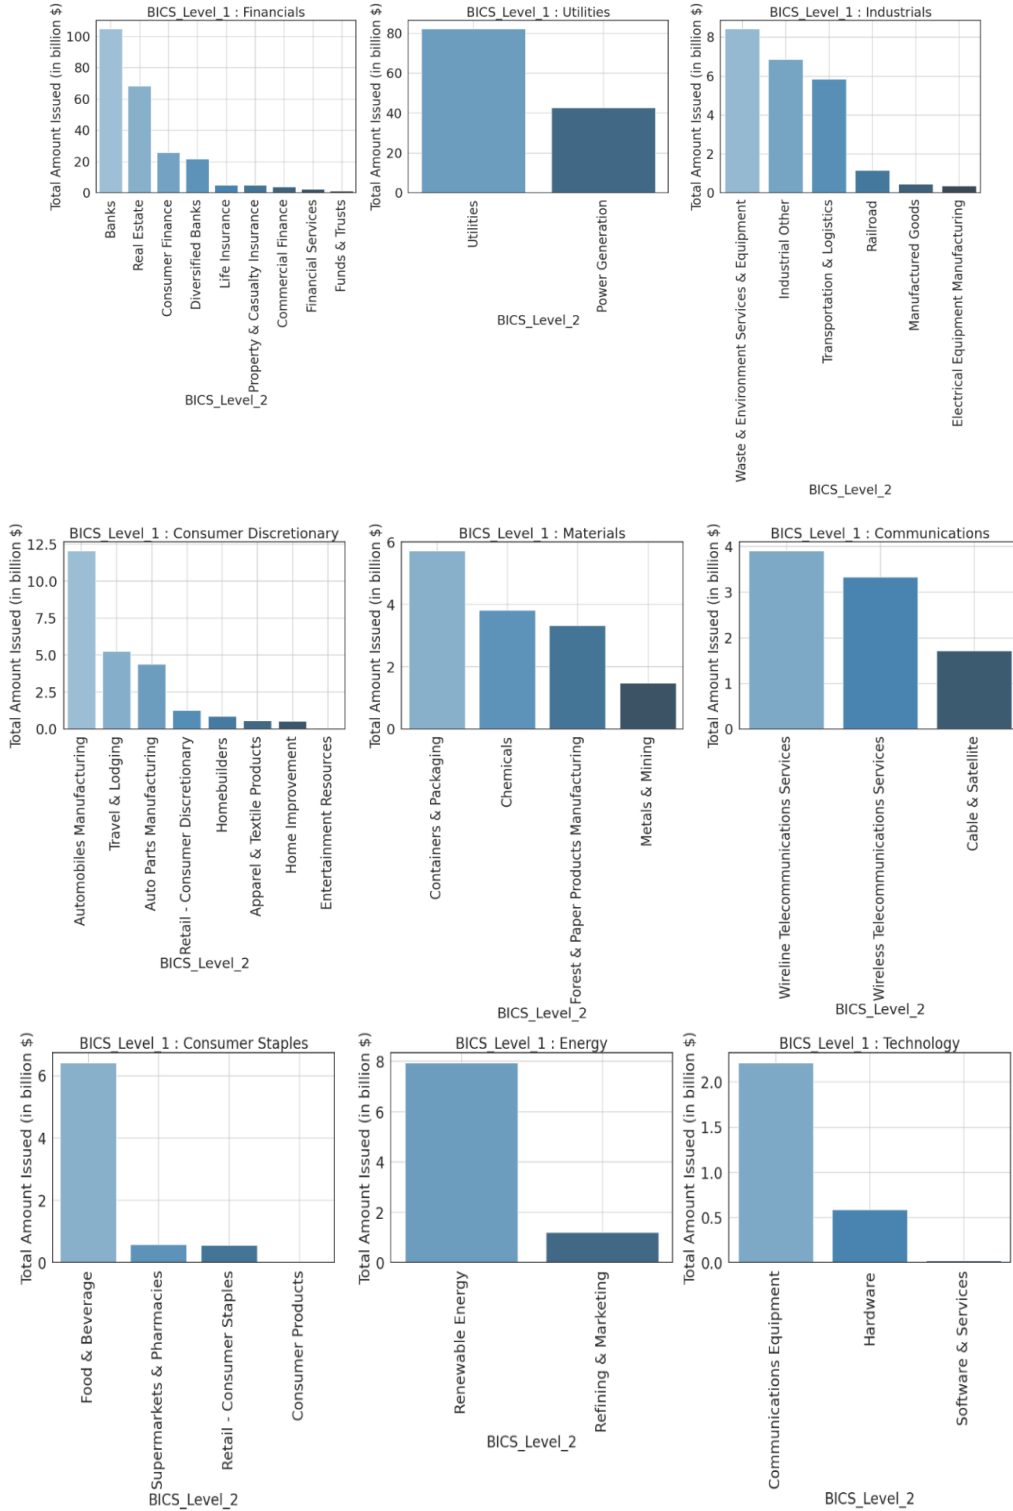 BICS_Level_1 : Financials
Total Amount Issued (in billion $)
100
80
60
40
20
0
Banks
Real Estate
Consumer Finance
Diversified Banks
Life Insurance
Property & Casualty Insurance
Commercial Finance
Financial Services
Funds & Trusts
BICS_Level_2
BICS_Level_1 : Utilities
Total Amount Issued (in billion $)
80
60
40
20
0
Utilities
Power Generation
BICS_Level_2
BICS_Level_1 : Industrials
Total Amount Issued (in billion $)
8
6
4
2
0
Waste & Environment Services & Equipment
Industrial Other
Transportation & Logistics
Railroad
Manufactured Goods
Electrical Equipment Manufacturing
BICS_Level_2
BICS_Level_1 : Consumer Discretionary
Total Amount Issued (in billion $)
12.5
10.0
7.5
5.0
2.5
0.0
Automobiles Manufacturing
Travel & Lodging
Auto Parts Manufacturing
Retail - Consumer Discretionary
Homebuilders
Apparel & Textile Products
Home Improvement
Entertainment Resources
BICS_Level_2
BICS_Level_1 : Materials
Total Amount Issued (in billion $)
6
4
2
0
Containers & Packaging
Chemicals
Forest & Paper Products Manufacturing
Metals & Mining
BICS_Level_2
BICS_Level_1 : Communications
Total Amount Issued (in billion $)
4
3
2
1
0
Wireline Telecommunications Services
Wireless Telecommunications Services
Cable & Satellite
BICS_Level_2
BICS_Level_1 : Consumer Staples
Total Amount Issued (in billion $)
6
4
2
0
Food & Beverage
Supermarkets & Pharmacies
Retail - Consumer Staples
Consumer Products
BICS_Level_2
BICS_Level_1 : Energy
Total Amount Issued (in billion $)
8
6
4
2
0
Renewable Energy
Refining & Marketing
BICS_Level_2
BICS_Level_1 : Technology
Total Amount Issued (in billion $)
2.0
1.5
1.0
0.5
0.0
Communications Equipment
Hardware
Software & Services
BICS_Level_2